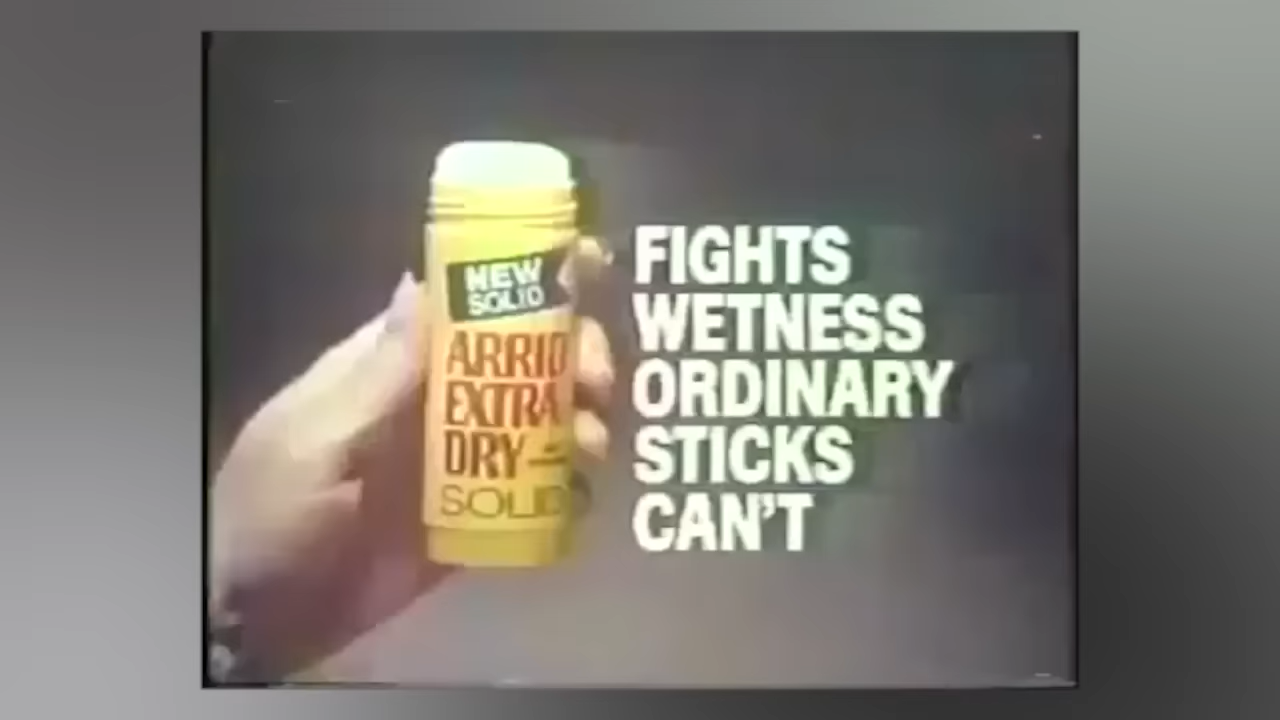 NEW
SOLID
ARRID
EXTRA
DRY
SOLID
FIGHTS
WETNESS
ORDINARY
STICKS
CAN'T